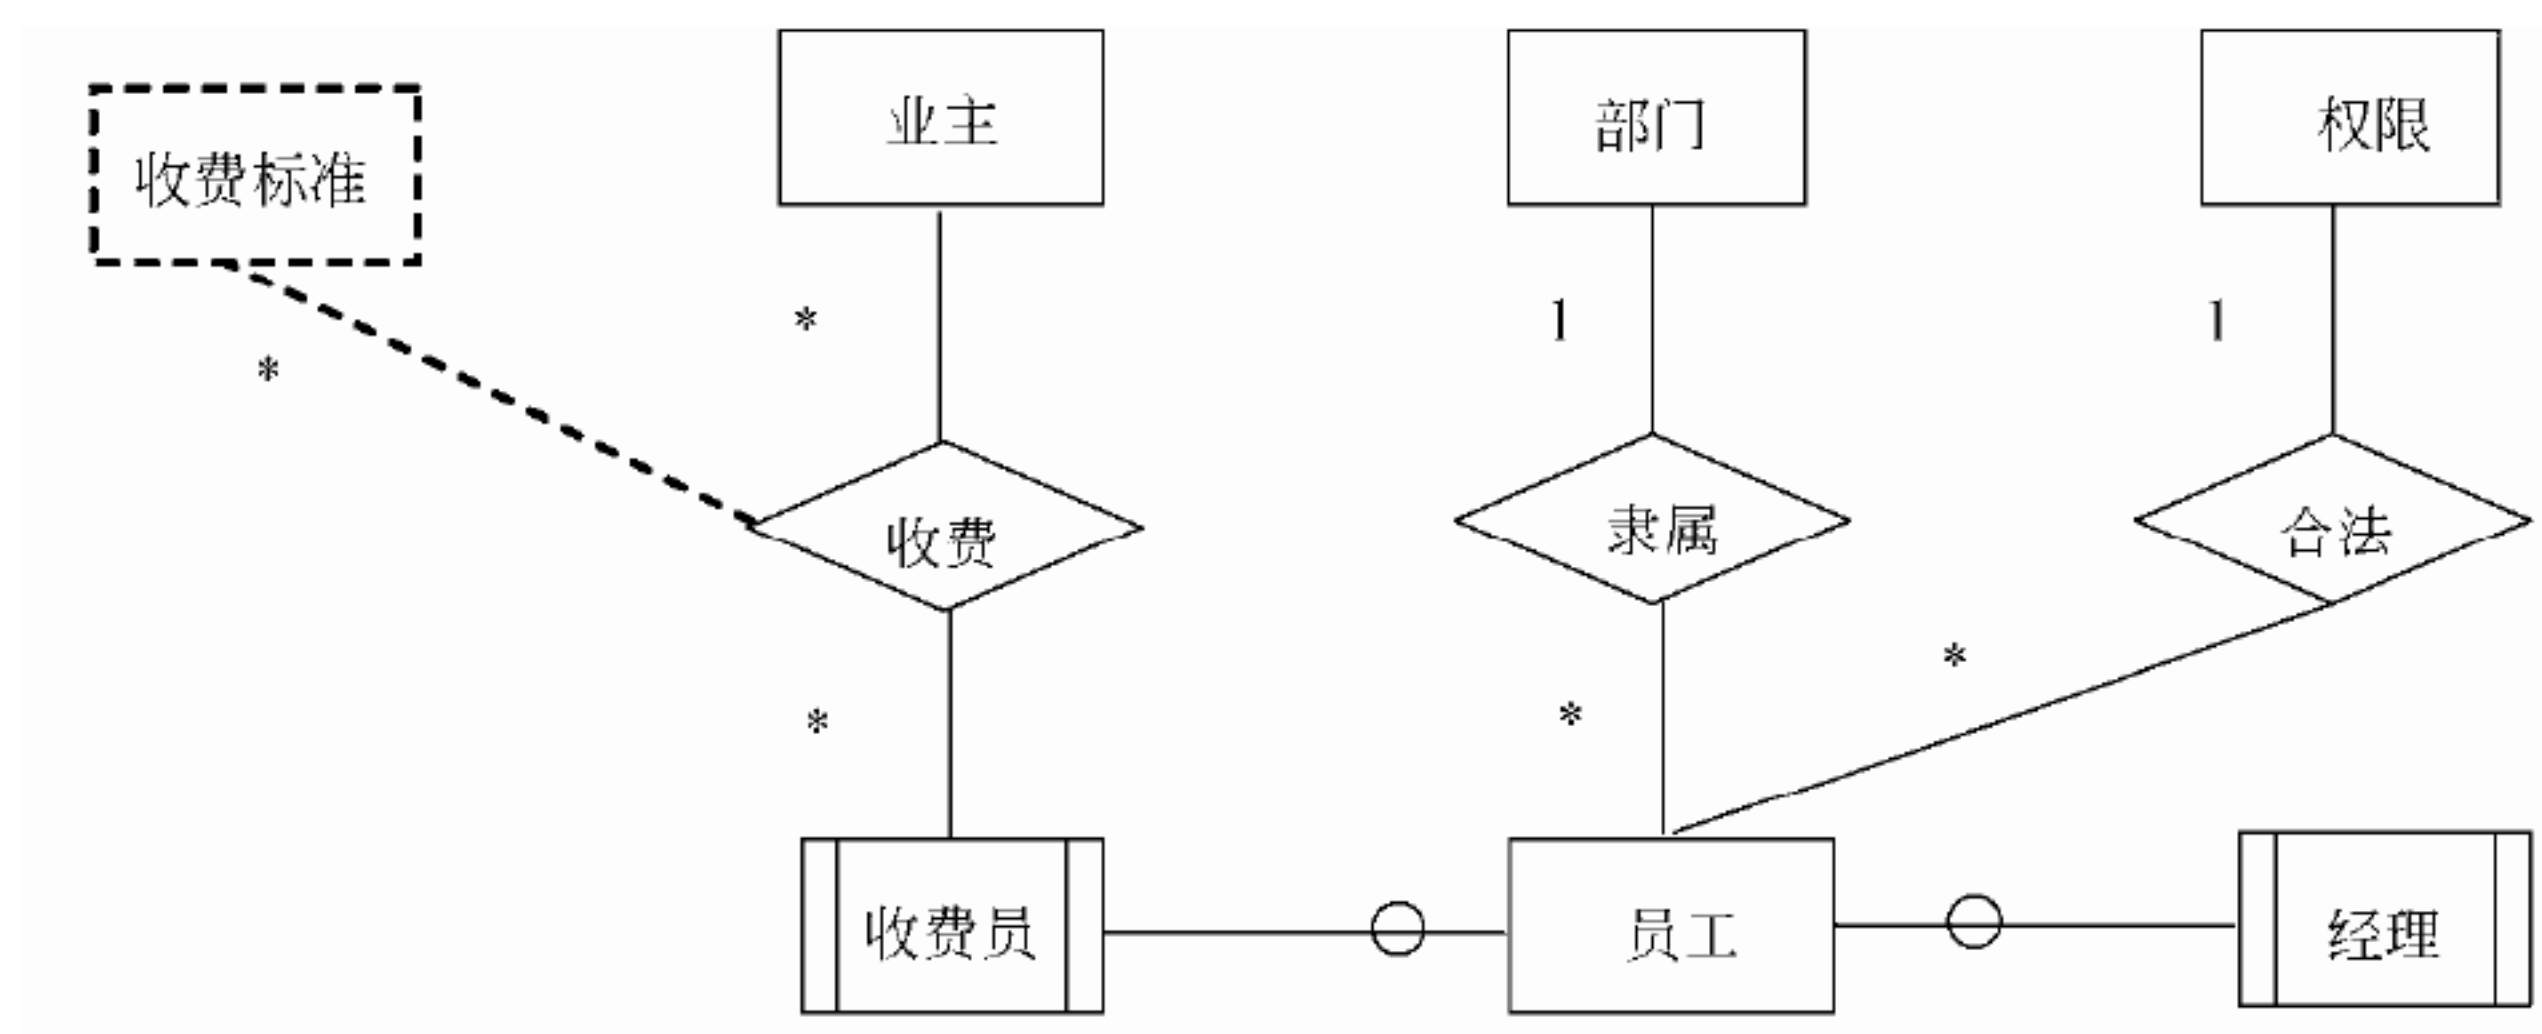 业主
部门
权限
收费标准
*
1
1
*
收费
隶属
合法
*
*
*
收费员
员工
经理